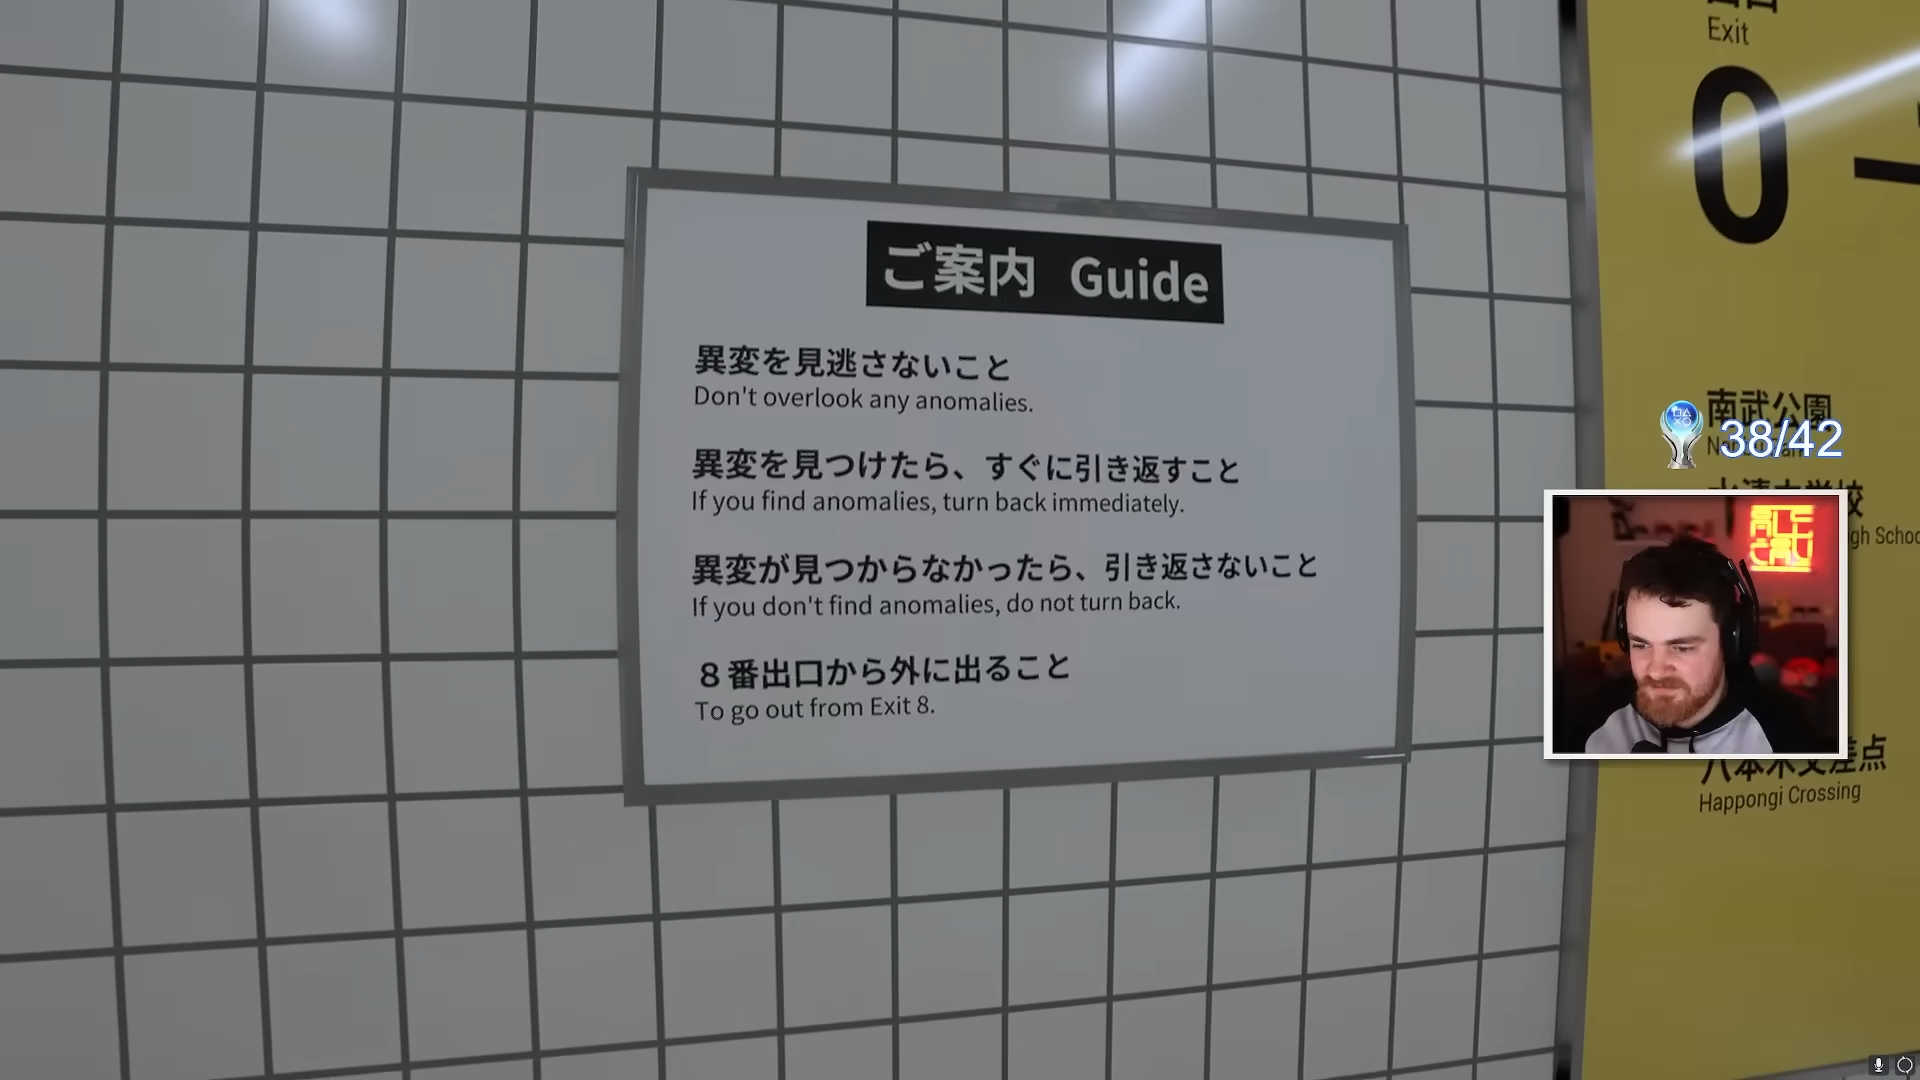 ご案内 Guide
異変を見逃さないこと
Don't overlook any anomalies.
異変を見つけたら、すぐに引き返すこと
If you find anomalies, turn back immediately.
異変が見つからなかったら、引き返さないこと
If you don't find anomalies, do not turn back.
8番出口から外に出ること
To go out from Exit 8.
Exit
0
南武公園
38/42
Happongi Crossing